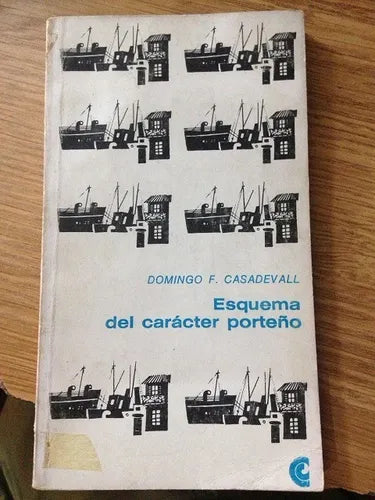 DOMINGO F. CASADEVALL
Esquema
del carácter porteño